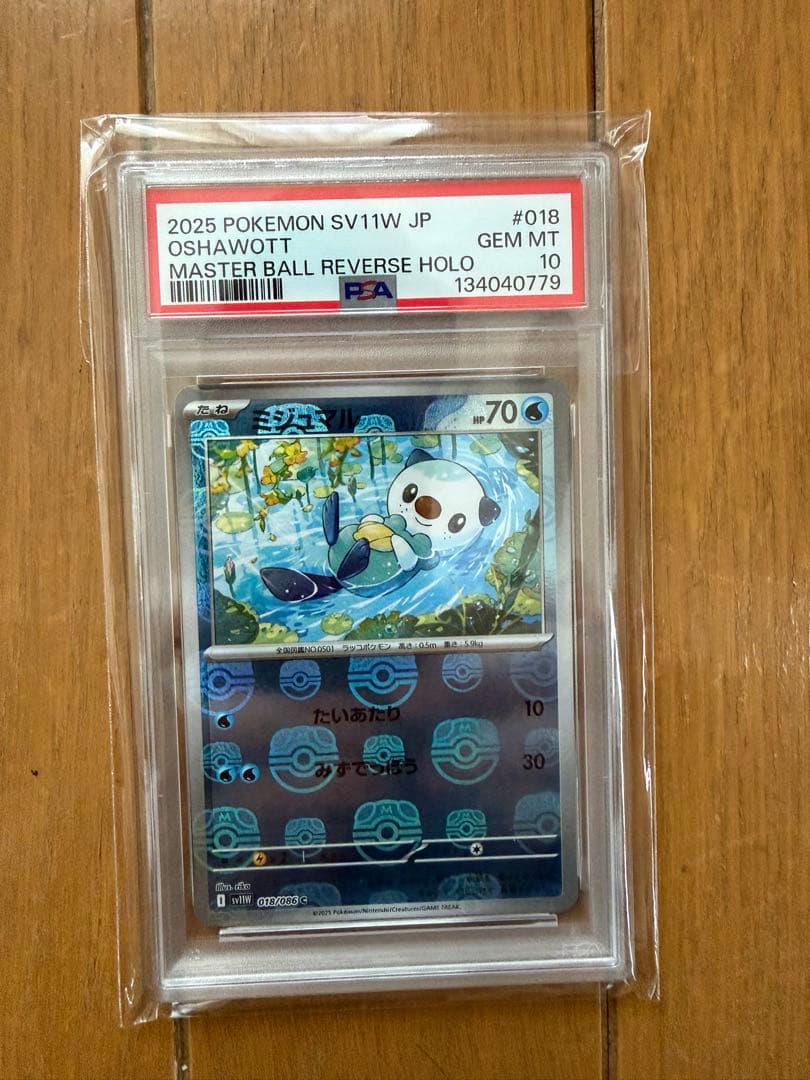 2025 POKEMON SV11W JP #018
OSHAWOTT GEM MT
MASTER BALL REVERSE HOLO 10
PSA 134040779
たね ミジュマル HP70
全国図鑑NO.0501 ラッコポケモン 高さ:0.5m 重さ:5.9kg
たいあたり 10
みずでっぽう 30
illus. rika
I sv11W 018/086 C
©2025 Pokémon/Nintendo/Creatures/GAME FREAK.